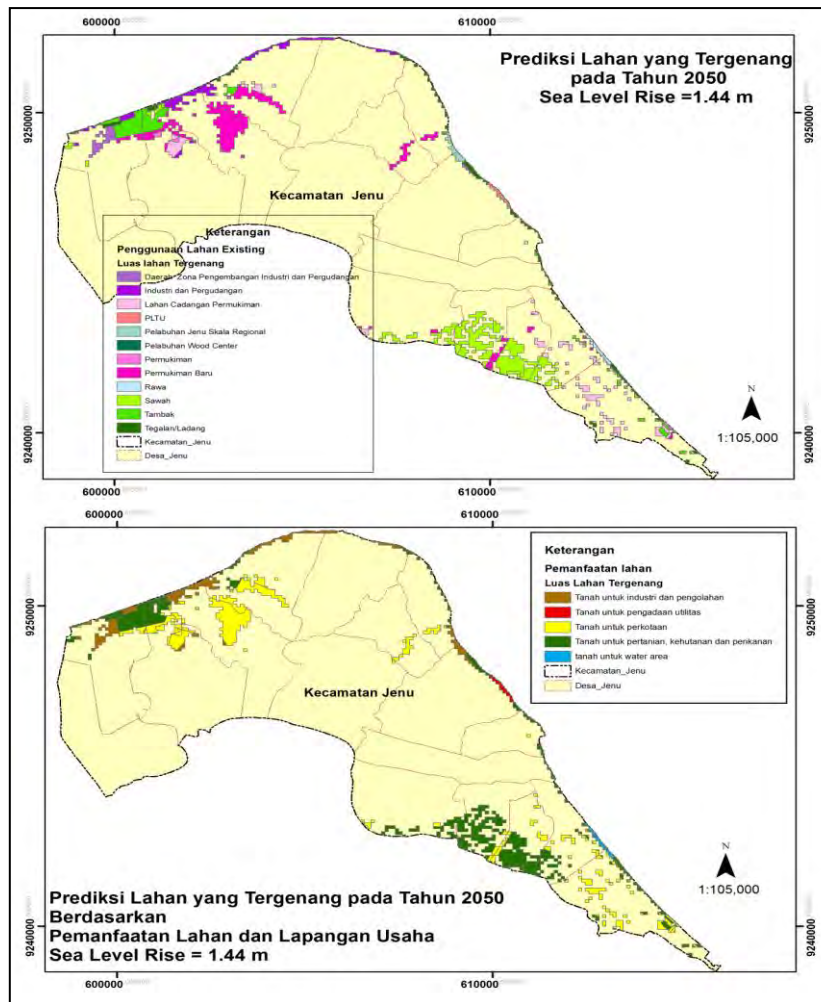 600000
610000
Prediksi Lahan yang Tergenang
pada Tahun 2050
Sea Level Rise =1.44 m
9250000
9250000
Kecamatan Jenu
Keterangan
Penggunaan Lahan Existing
Luas lahan Tergenang
Daerah Zona Pengembangan Industri dan Pergudangan
Industri dan Pergudangan
Lahan Cadangan Permukiman
PLTU
Pelabuhan Jenu Skala Regional
Pelabuhan Wood Center
Permukiman
Permukiman Baru
Rawa
Sawah
Tambak
Tegalan/Ladang
Kecamatan_Jenu
Desa_Jenu
N
1:105,000
9240000
9240000
600000
610000
600000
610000
Keterangan
Pemanfaatan lahan
Luas Lahan Tergenang
Tanah untuk industri dan pengolahan
Tanah untuk pengadaan utilitas
Tanah untuk perkotaan
Tanah untuk pertanian, kehutanan dan perikanan
tanah untuk water area
Kecamatan_Jenu
Desa_Jenu
9250000
9250000
Kecamatan Jenu
N
1:105,000
Prediksi Lahan yang Tergenang pada Tahun 2050
Berdasarkan
Pemanfaatan Lahan dan Lapangan Usaha
Sea Level Rise = 1.44 m
9240000
9240000
600000
610000